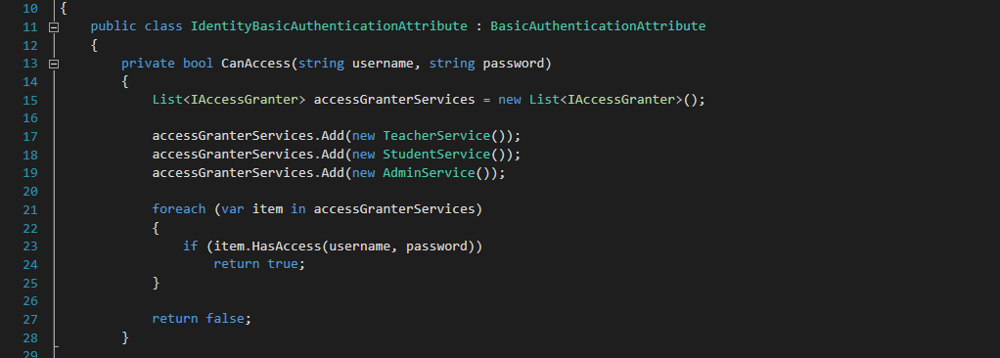 10 {
11 public class IdentityBasicAuthenticationAttribute : BasicAuthenticationAttribute
12 {
13 private bool CanAccess(string username, string password)
14 {
15 List<IAccessGranter> accessGranterServices = new List<IAccessGranter>();
16
17 accessGranterServices.Add(new TeacherService());
18 accessGranterServices.Add(new StudentService());
19 accessGranterServices.Add(new AdminService());
20
21 foreach (var item in accessGranterServices)
22 {
23 if (item.HasAccess(username, password))
24 return true;
25 }
26
27 return false;
28 }
29